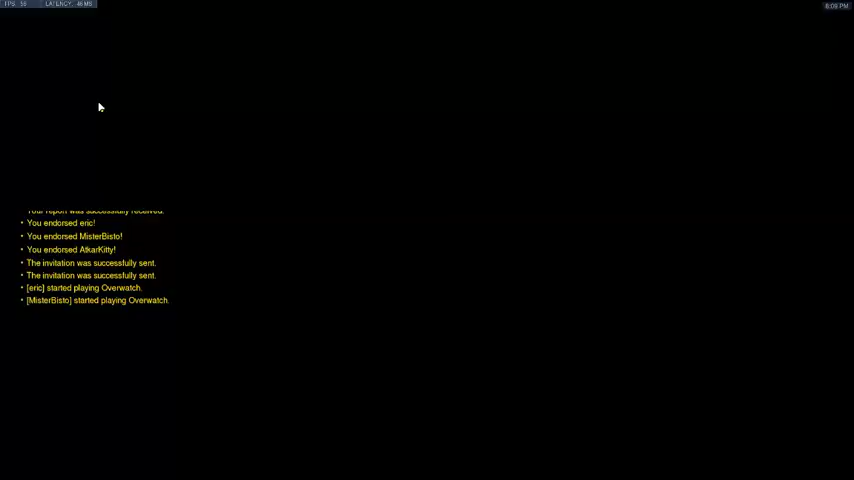 FPS: 56 LATENCY: 46 MS
8:09 PM
Your report was successfully received.
• You endorsed eric!
• You endorsed MisterBisto!
• You endorsed AtkarKitty!
• The invitation was successfully sent.
• The invitation was successfully sent.
• [eric] started playing Overwatch.
• [MisterBisto] started playing Overwatch.